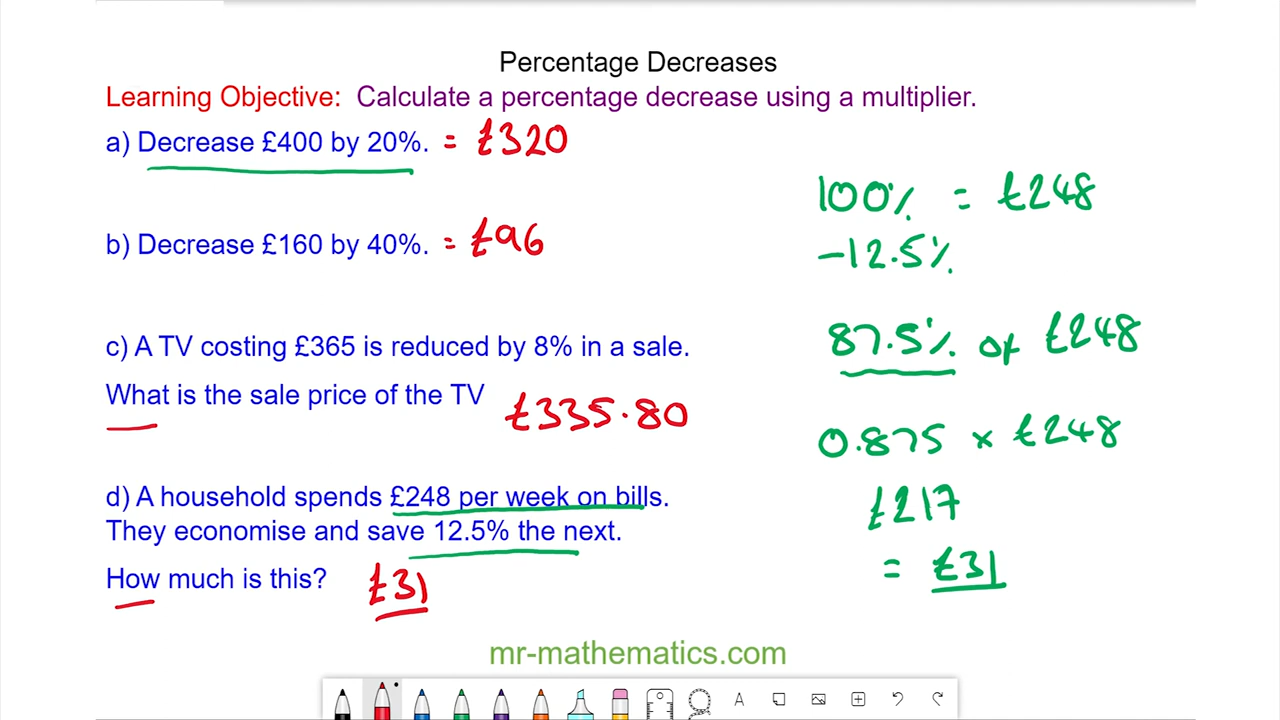 Percentage Decreases
Learning Objective: Calculate a percentage decrease using a multiplier.
a) Decrease £400 by 20%. = £320
b) Decrease £160 by 40%. = £96
c) A TV costing £365 is reduced by 8% in a sale.
What is the sale price of the TV £335.80
d) A household spends £248 per week on bills.
They economise and save 12.5% the next.
How much is this? £31
100% = £248
-12.5%
87.5% of £248
0.875 × £248
£217
= £31
mr-mathematics.com
A